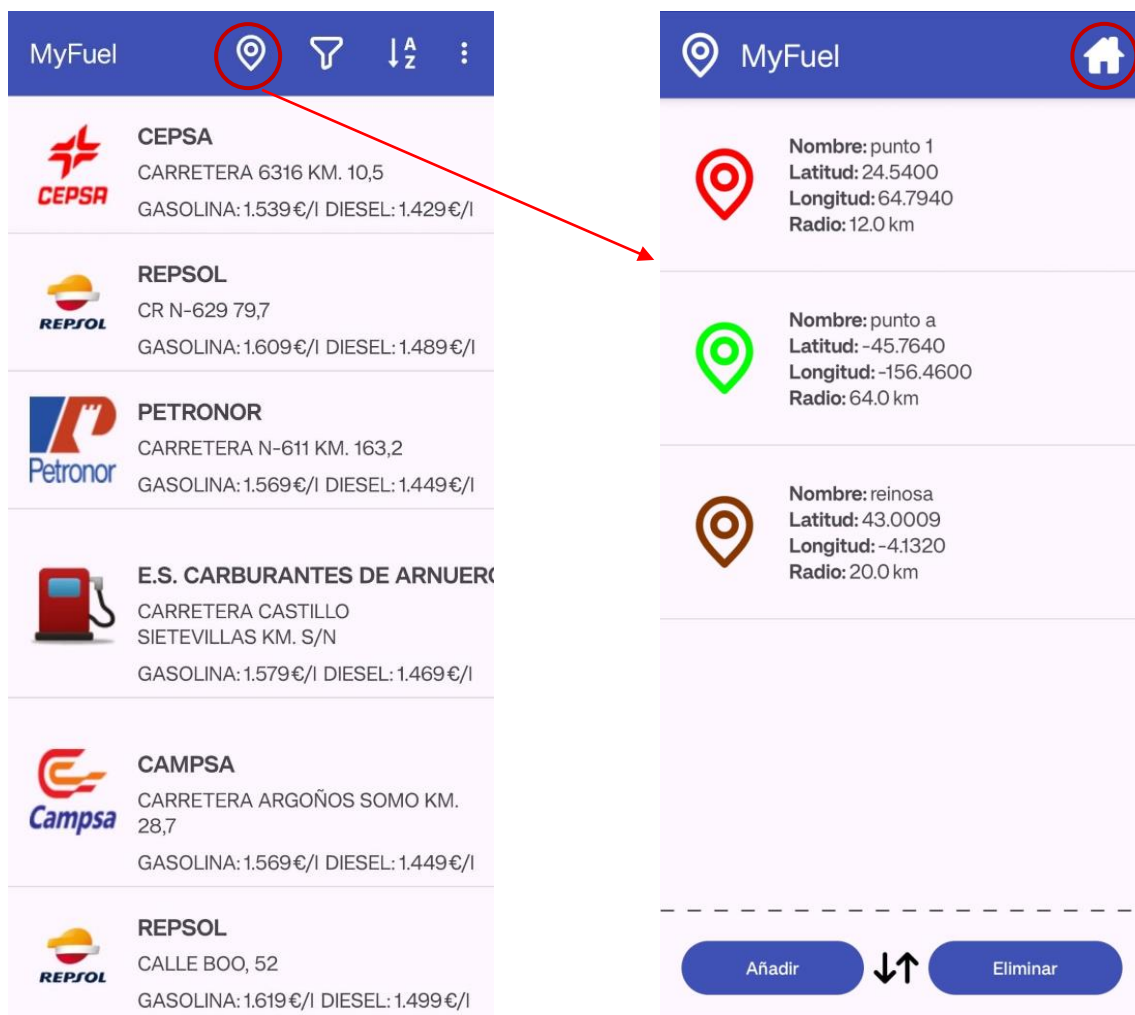 MyFuel
A
Z
CEPSA
CEPSA
CARRETERA 6316 KM. 10,5
GASOLINA: 1.539 €/l DIESEL: 1.429 €/l
REPSOL
REPSOL
CR N-629 79,7
GASOLINA: 1.609 €/l DIESEL: 1.489 €/l
Petronor
PETRONOR
CARRETERA N-611 KM. 163,2
GASOLINA: 1.569 €/l DIESEL: 1.449 €/l
E.S. CARBURANTES DE ARNUERO
CARRETERA CASTILLO
SIETEVILLAS KM. S/N
GASOLINA: 1.579 €/l DIESEL: 1.469 €/l
Campsa
CAMPSA
CARRETERA ARGOÑOS SOMO KM.
28,7
GASOLINA: 1.569 €/l DIESEL: 1.449 €/l
REPSOL
REPSOL
CALLE BOO, 52
GASOLINA: 1.619 €/l DIESEL: 1.499 €/l
MyFuel
Nombre: punto 1
Latitud: 24.5400
Longitud: 64.7940
Radio: 12.0 km
Nombre: punto a
Latitud: -45.7640
Longitud: -156.4600
Radio: 64.0 km
Nombre: reinosa
Latitud: 43.0009
Longitud: -4.1320
Radio: 20.0 km
Añadir
Eliminar